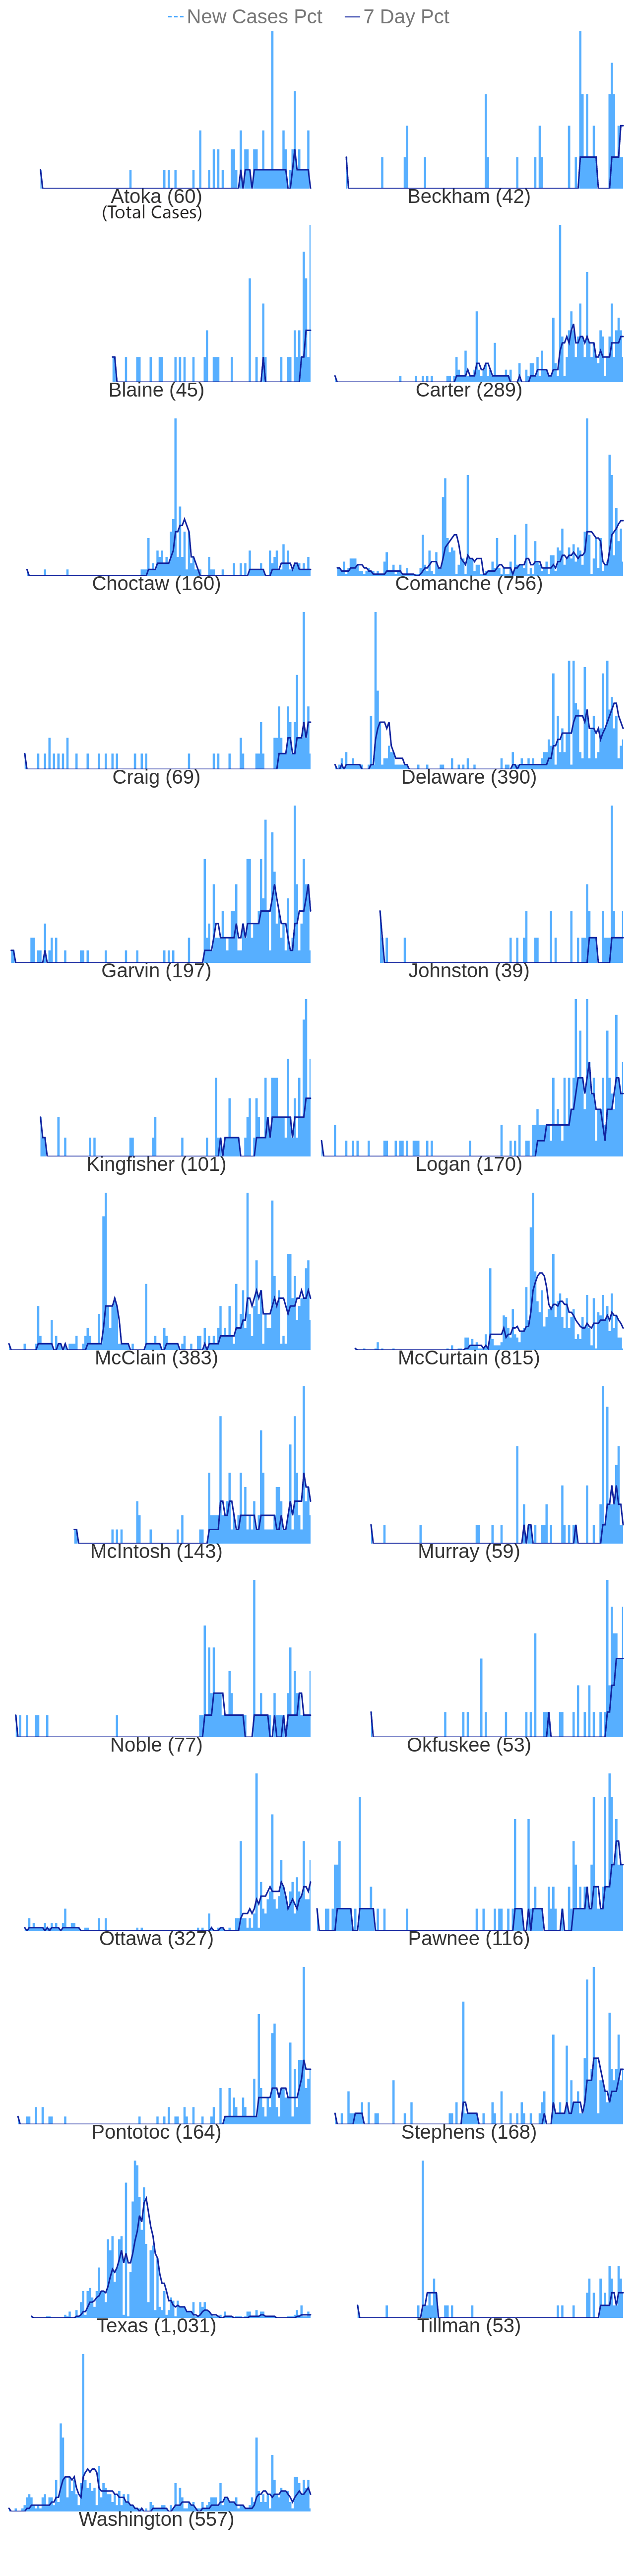 New Cases Pct 7 Day Pct
Atoka (60) Beckham (42)
(Total Cases)
Blaine (45) Carter (289)
Choctaw (160) Comanche (756)
Craig (69) Delaware (390)
Garvin (197) Johnston (39)
Kingfisher (101) Logan (170)
McClain (383) McCurtain (815)
McIntosh (143) Murray (59)
Noble (77) Okfuskee (53)
Ottawa (327) Pawnee (116)
Pontotoc (164) Stephens (168)
Texas (1,031) Tillman (53)
Washington (557)